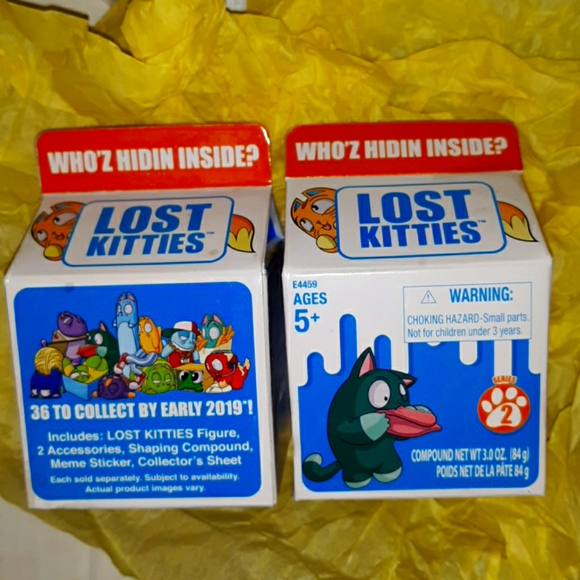 WHO'Z HIDIN INSIDE?
LOST
KITTIES™
36 TO COLLECT BY EARLY 2019*!
Includes: LOST KITTIES Figure,
2 Accessories, Shaping Compound,
Meme Sticker, Collector's Sheet
Each sold separately. Subject to availability.
Actual product images vary.
WHO'Z HIDIN INSIDE?
LOST
KITTIES™
E4459
AGES
5+
⚠ WARNING:
CHOKING HAZARD-Small parts.
Not for children under 3 years.
SERIES
2
COMPOUND NET WT 3.0 OZ. (84 g)
POIDS NET DE LA PÂTE 84 g